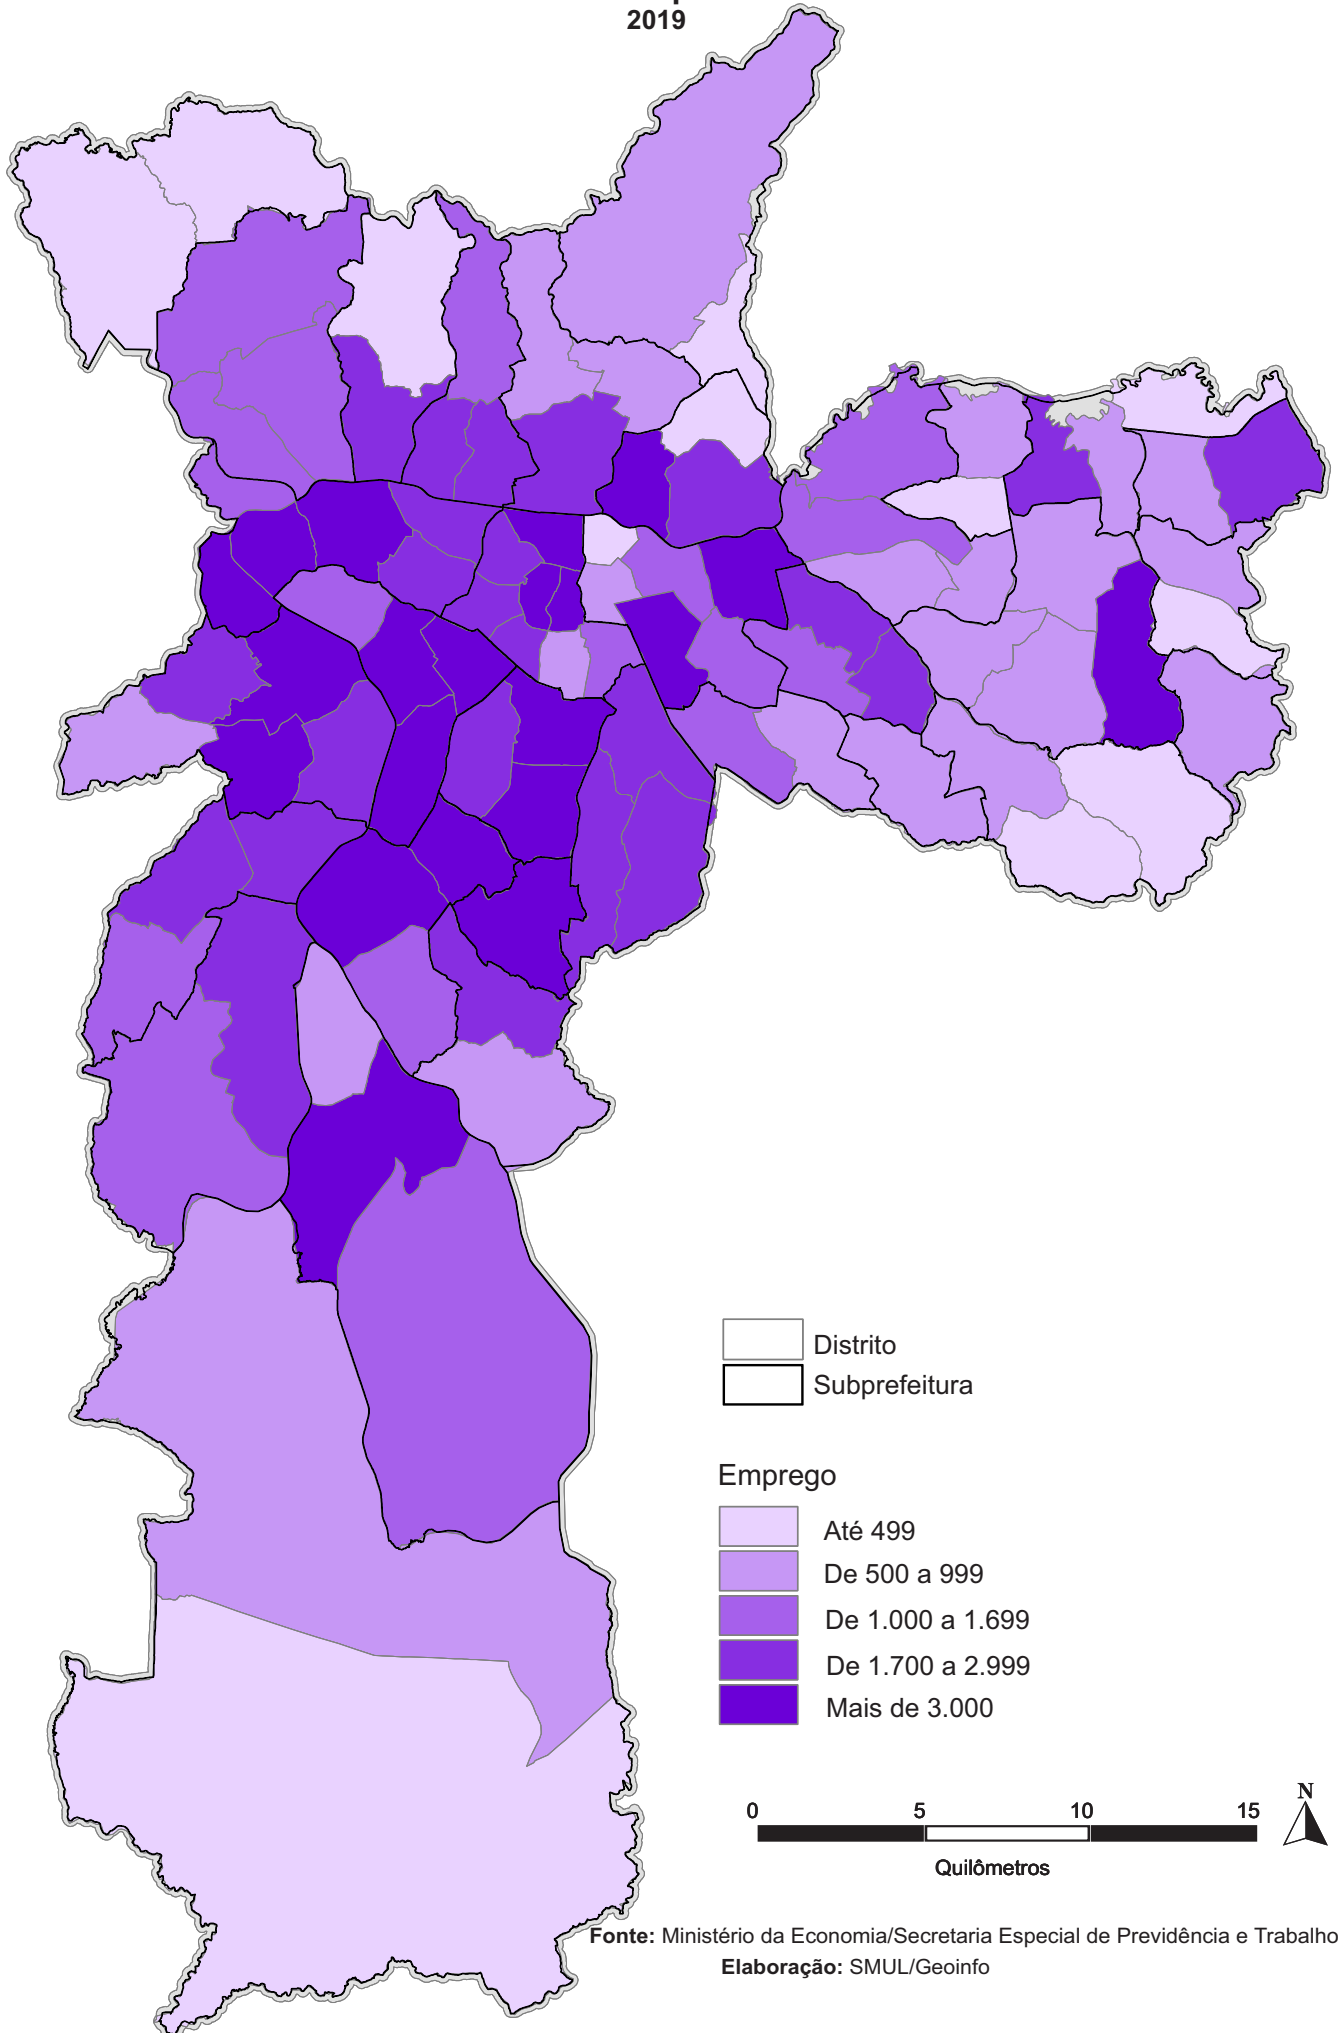 2019
Distrito
Subprefeitura
Emprego
Até 499
De 500 a 999
De 1.000 a 1.699
De 1.700 a 2.999
Mais de 3.000
N
0 5 10 15
Quilômetros
Fonte: Ministério da Economia/Secretaria Especial de Previdência e Trabalho
Elaboração: SMUL/Geoinfo